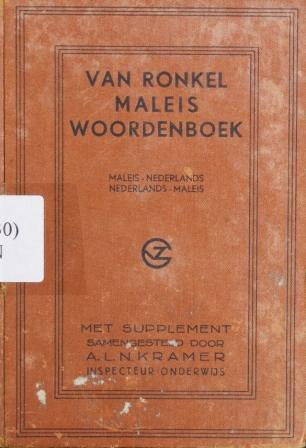 VAN RONKEL
MALEIS
WOORDENBOEK
MALEIS - NEDERLANDS
NEDERLANDS - MALEIS
MET SUPPLEMENT
SAMENGESTELD DOOR
A.L.N. KRAMER
INSPECTEUR ONDERWIJS